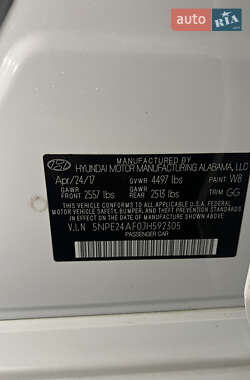 AUTO.RIA
HYUNDAI MOTOR MANUFACTURING ALABAMA, LLC
Apr/24/17 GVWR 4497 lbs PAINT W8
GAWR FRONT 2557 lbs GAWR REAR 2513 lbs TRIM GG
THIS VEHICLE CONFORMS TO ALL APPLICABLE FEDERAL
MOTOR VEHICLE SAFETY, BUMPER, AND THEFT PREVENTION STANDARDS
IN EFFECT ON THE DATE OF MANUFACTURE SHOWN ABOVE.
MADE IN U.S.A.
V.I.N 5NPE24AF0JH592305
PASSENGER CAR